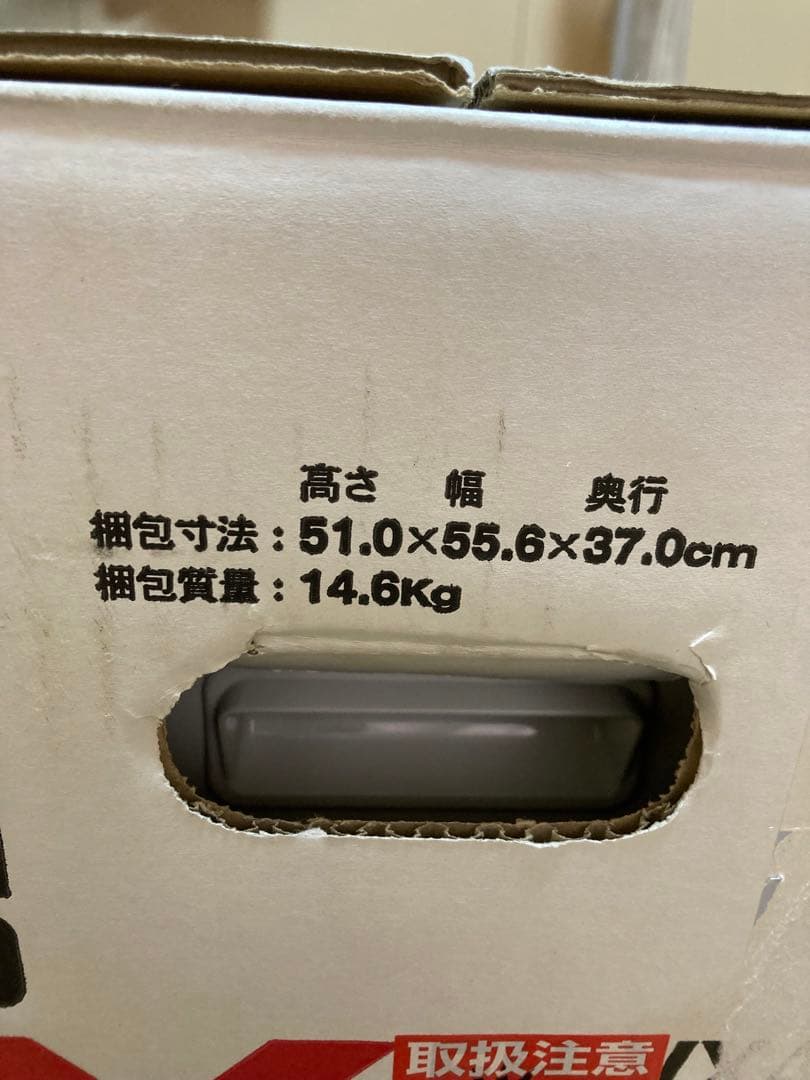 高さ 幅 奥行
梱包寸法：51.0×55.6×37.0cm
梱包質量：14.6Kg
取扱注意